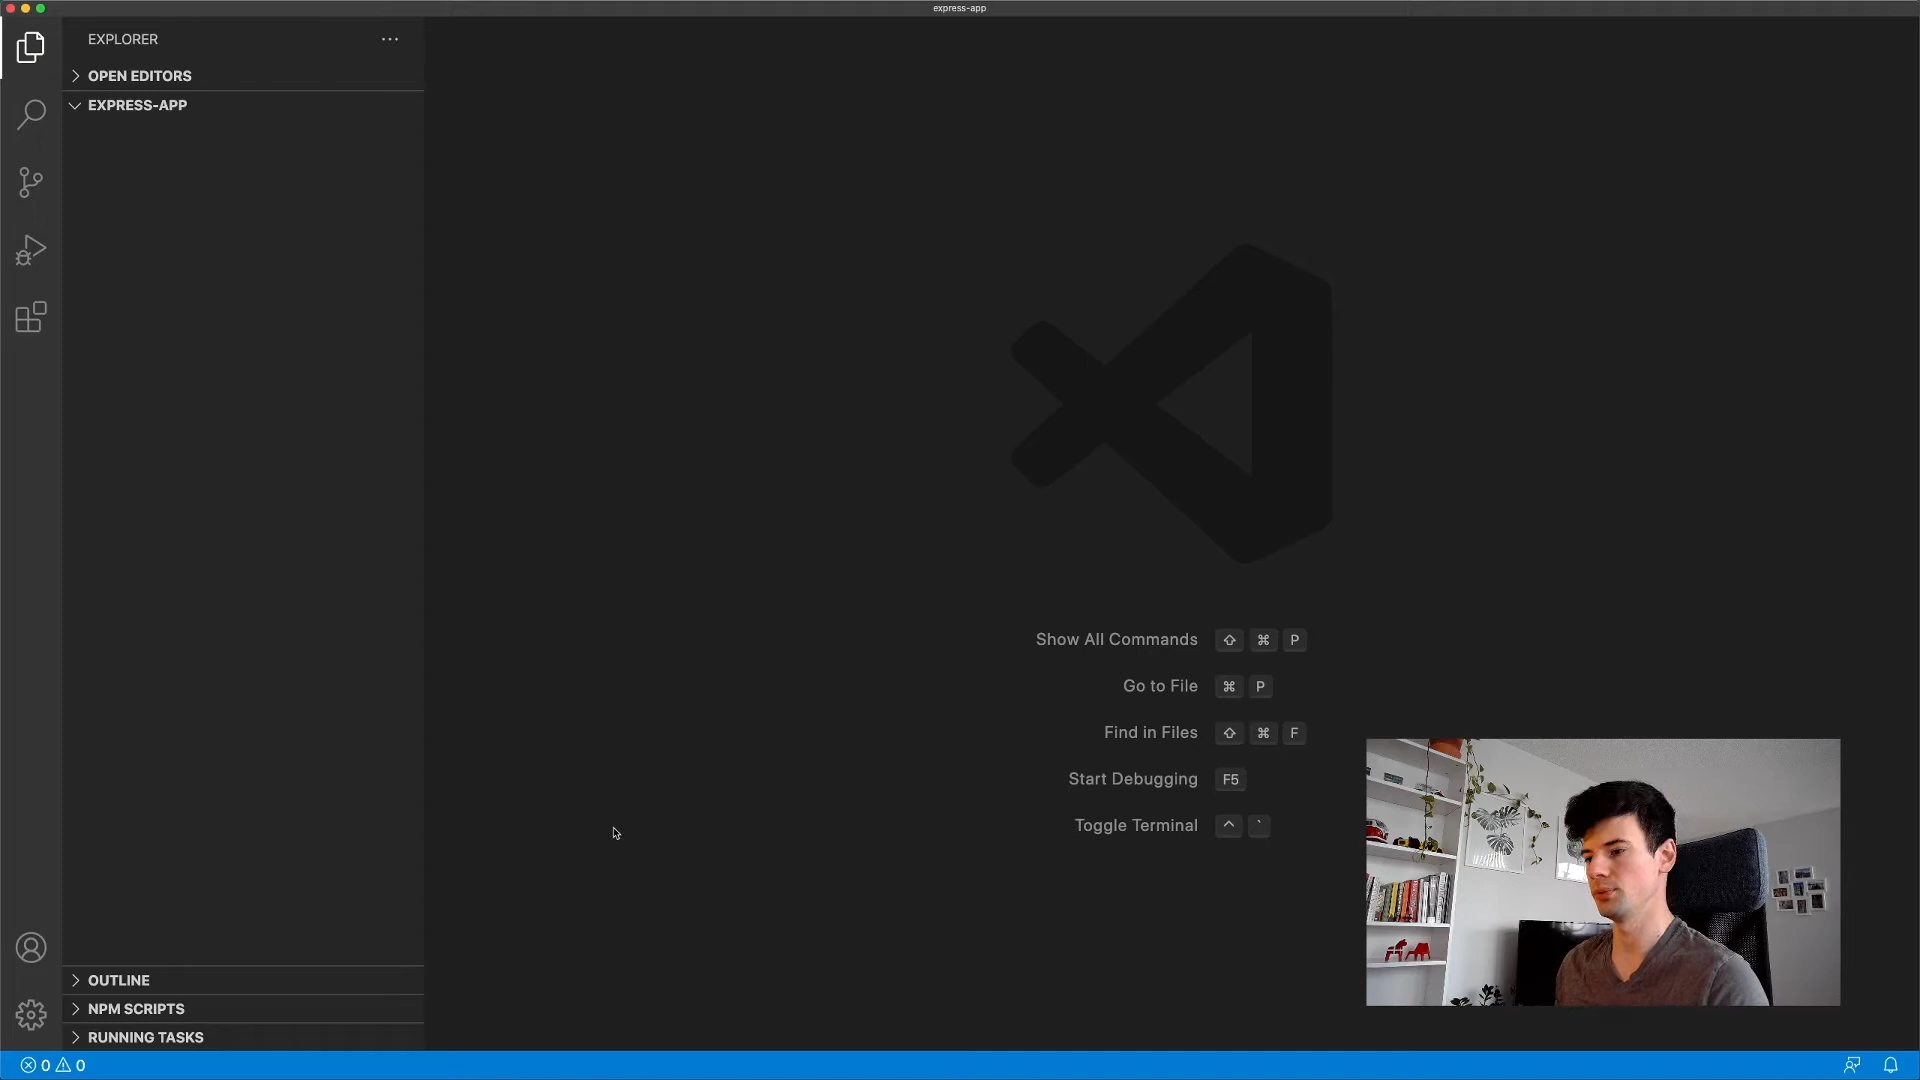 express-app
EXPLORER
OPEN EDITORS
EXPRESS-APP
Show All Commands ⇧ ⌘ P
Go to File ⌘ P
Find in Files ⇧ ⌘ F
Start Debugging F5
Toggle Terminal ^ `
OUTLINE
NPM SCRIPTS
RUNNING TASKS
0 0